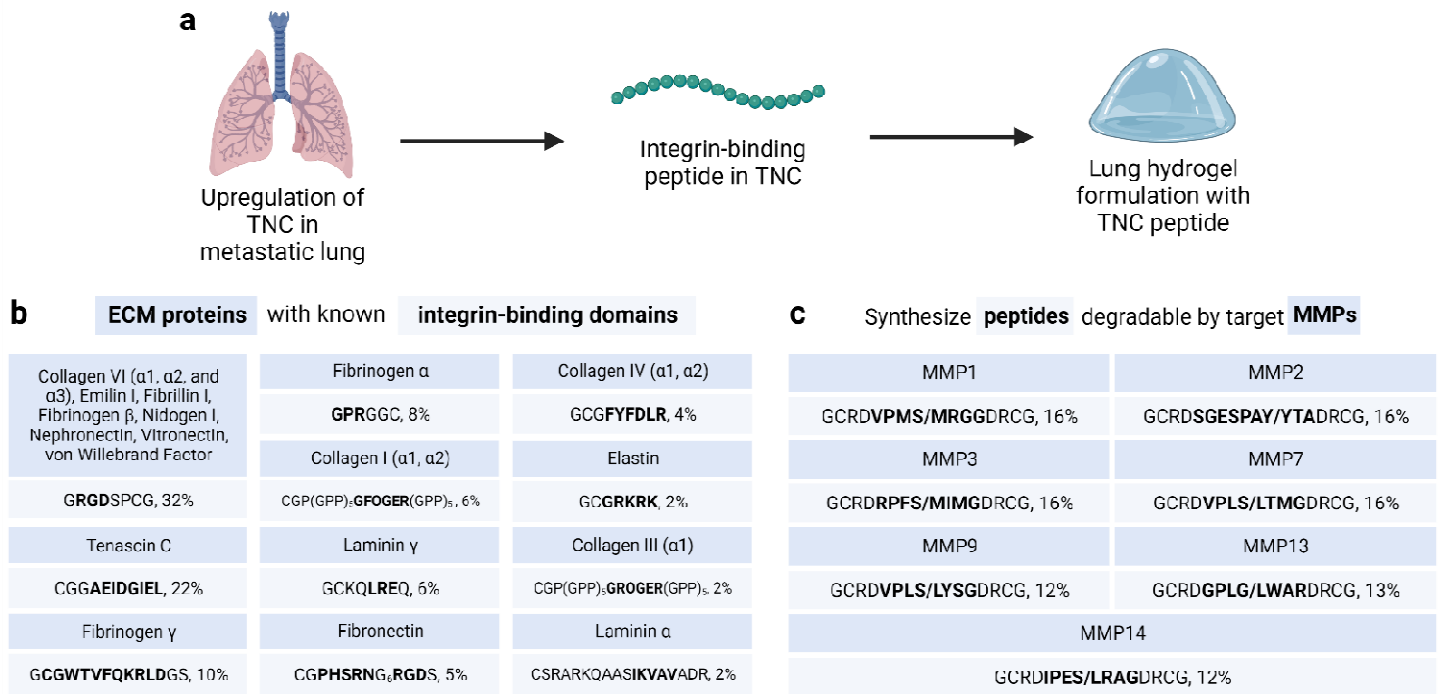 a
Upregulation of
TNC in
metastatic lung
Integrin-binding
peptide in TNC
Lung hydrogel
formulation with
TNC peptide
b
ECM proteins with known integrin-binding domains
Collagen VI (α1, α2, and
α3), Emilin I, Fibrillin I,
Fibrinogen β, Nidogen I,
Nephronectin, Vitronectin,
von Willebrand Factor
GRGDSPCG, 32%
Tenascin C
CGGAEIDGIEL, 22%
Fibrinogen γ
GCGWTVFQKRLDGS, 10%
Fibrinogen α
GPRGGC, 8%
Collagen I (α1, α2)
CGP(GPP)₅GFOGER(GPP)₅, 6%
Laminin γ
GCKQLREQ, 6%
Fibronectin
CGPHSRNG₆RGDS, 5%
Collagen IV (α1, α2)
GCGFYFDLR, 4%
Elastin
GCGRKRK, 2%
Collagen III (α1)
CGP(GPP)₅GROGER(GPP)₅, 2%
Laminin α
CSRARKQAASIKVAVADR, 2%
c
Synthesize peptides degradable by target MMPs
MMP1
GCRDVPMS/MRGGDRCG, 16%
MMP2
GCRDSGESPAY/YTADRCG, 16%
MMP3
GCRDRPFS/MIMGDRCG, 16%
MMP7
GCRDVPLS/LTMGDRCG, 16%
MMP9
GCRDVPLS/LYSGDRCG, 12%
MMP13
GCRDGPLG/LWARDRCG, 13%
MMP14
GCRDIPES/LRAGDRCG, 12%